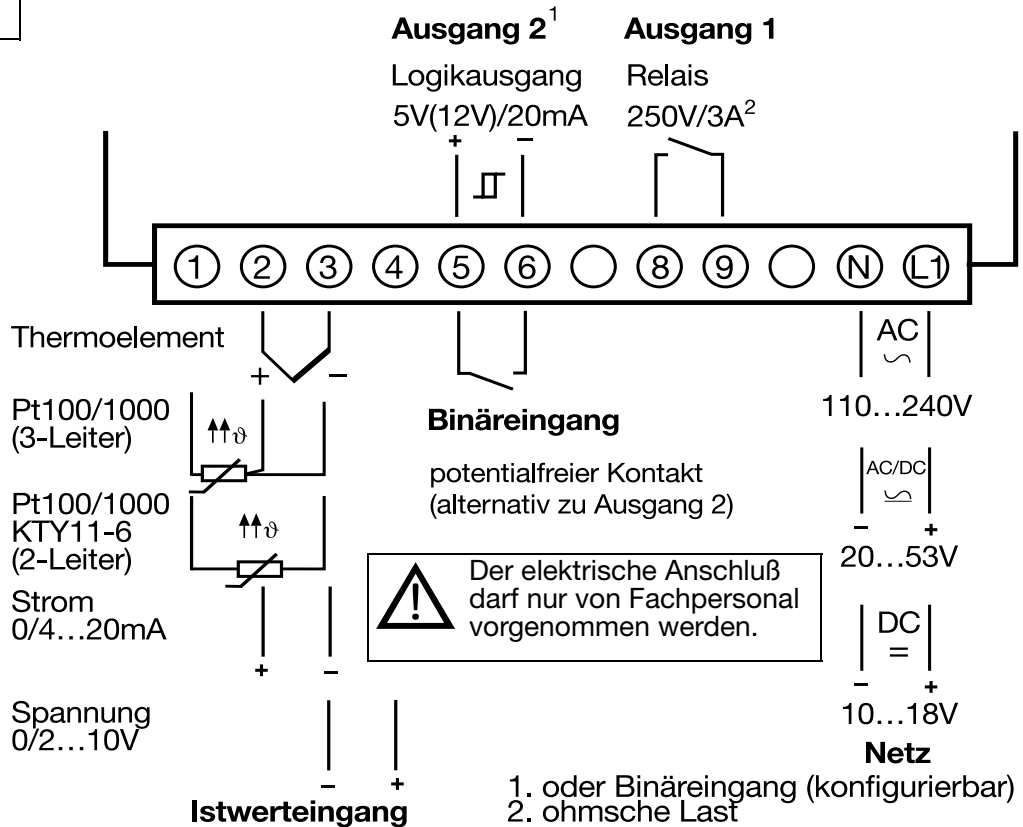 Ausgang 2¹ Ausgang 1
Logikausgang Relais
5V(12V)/20mA 250V/3A²
+ −
1 2 3 4 5 6 8 9 N L1
Thermoelement
+ −
AC
110...240V
Pt100/1000
(3-Leiter)
ϑ
Binäreingang
potentialfreier Kontakt
(alternativ zu Ausgang 2)
AC/DC
− +
20...53V
Pt100/1000
KTY11-6
(2-Leiter)
ϑ
Der elektrische Anschluß
darf nur von Fachpersonal
vorgenommen werden.
Strom
0/4...20mA
+ −
DC
=
− +
10...18V
Spannung
0/2...10V
− +
Netz
Istwerteingang
1. oder Binäreingang (konfigurierbar)
2. ohmsche Last